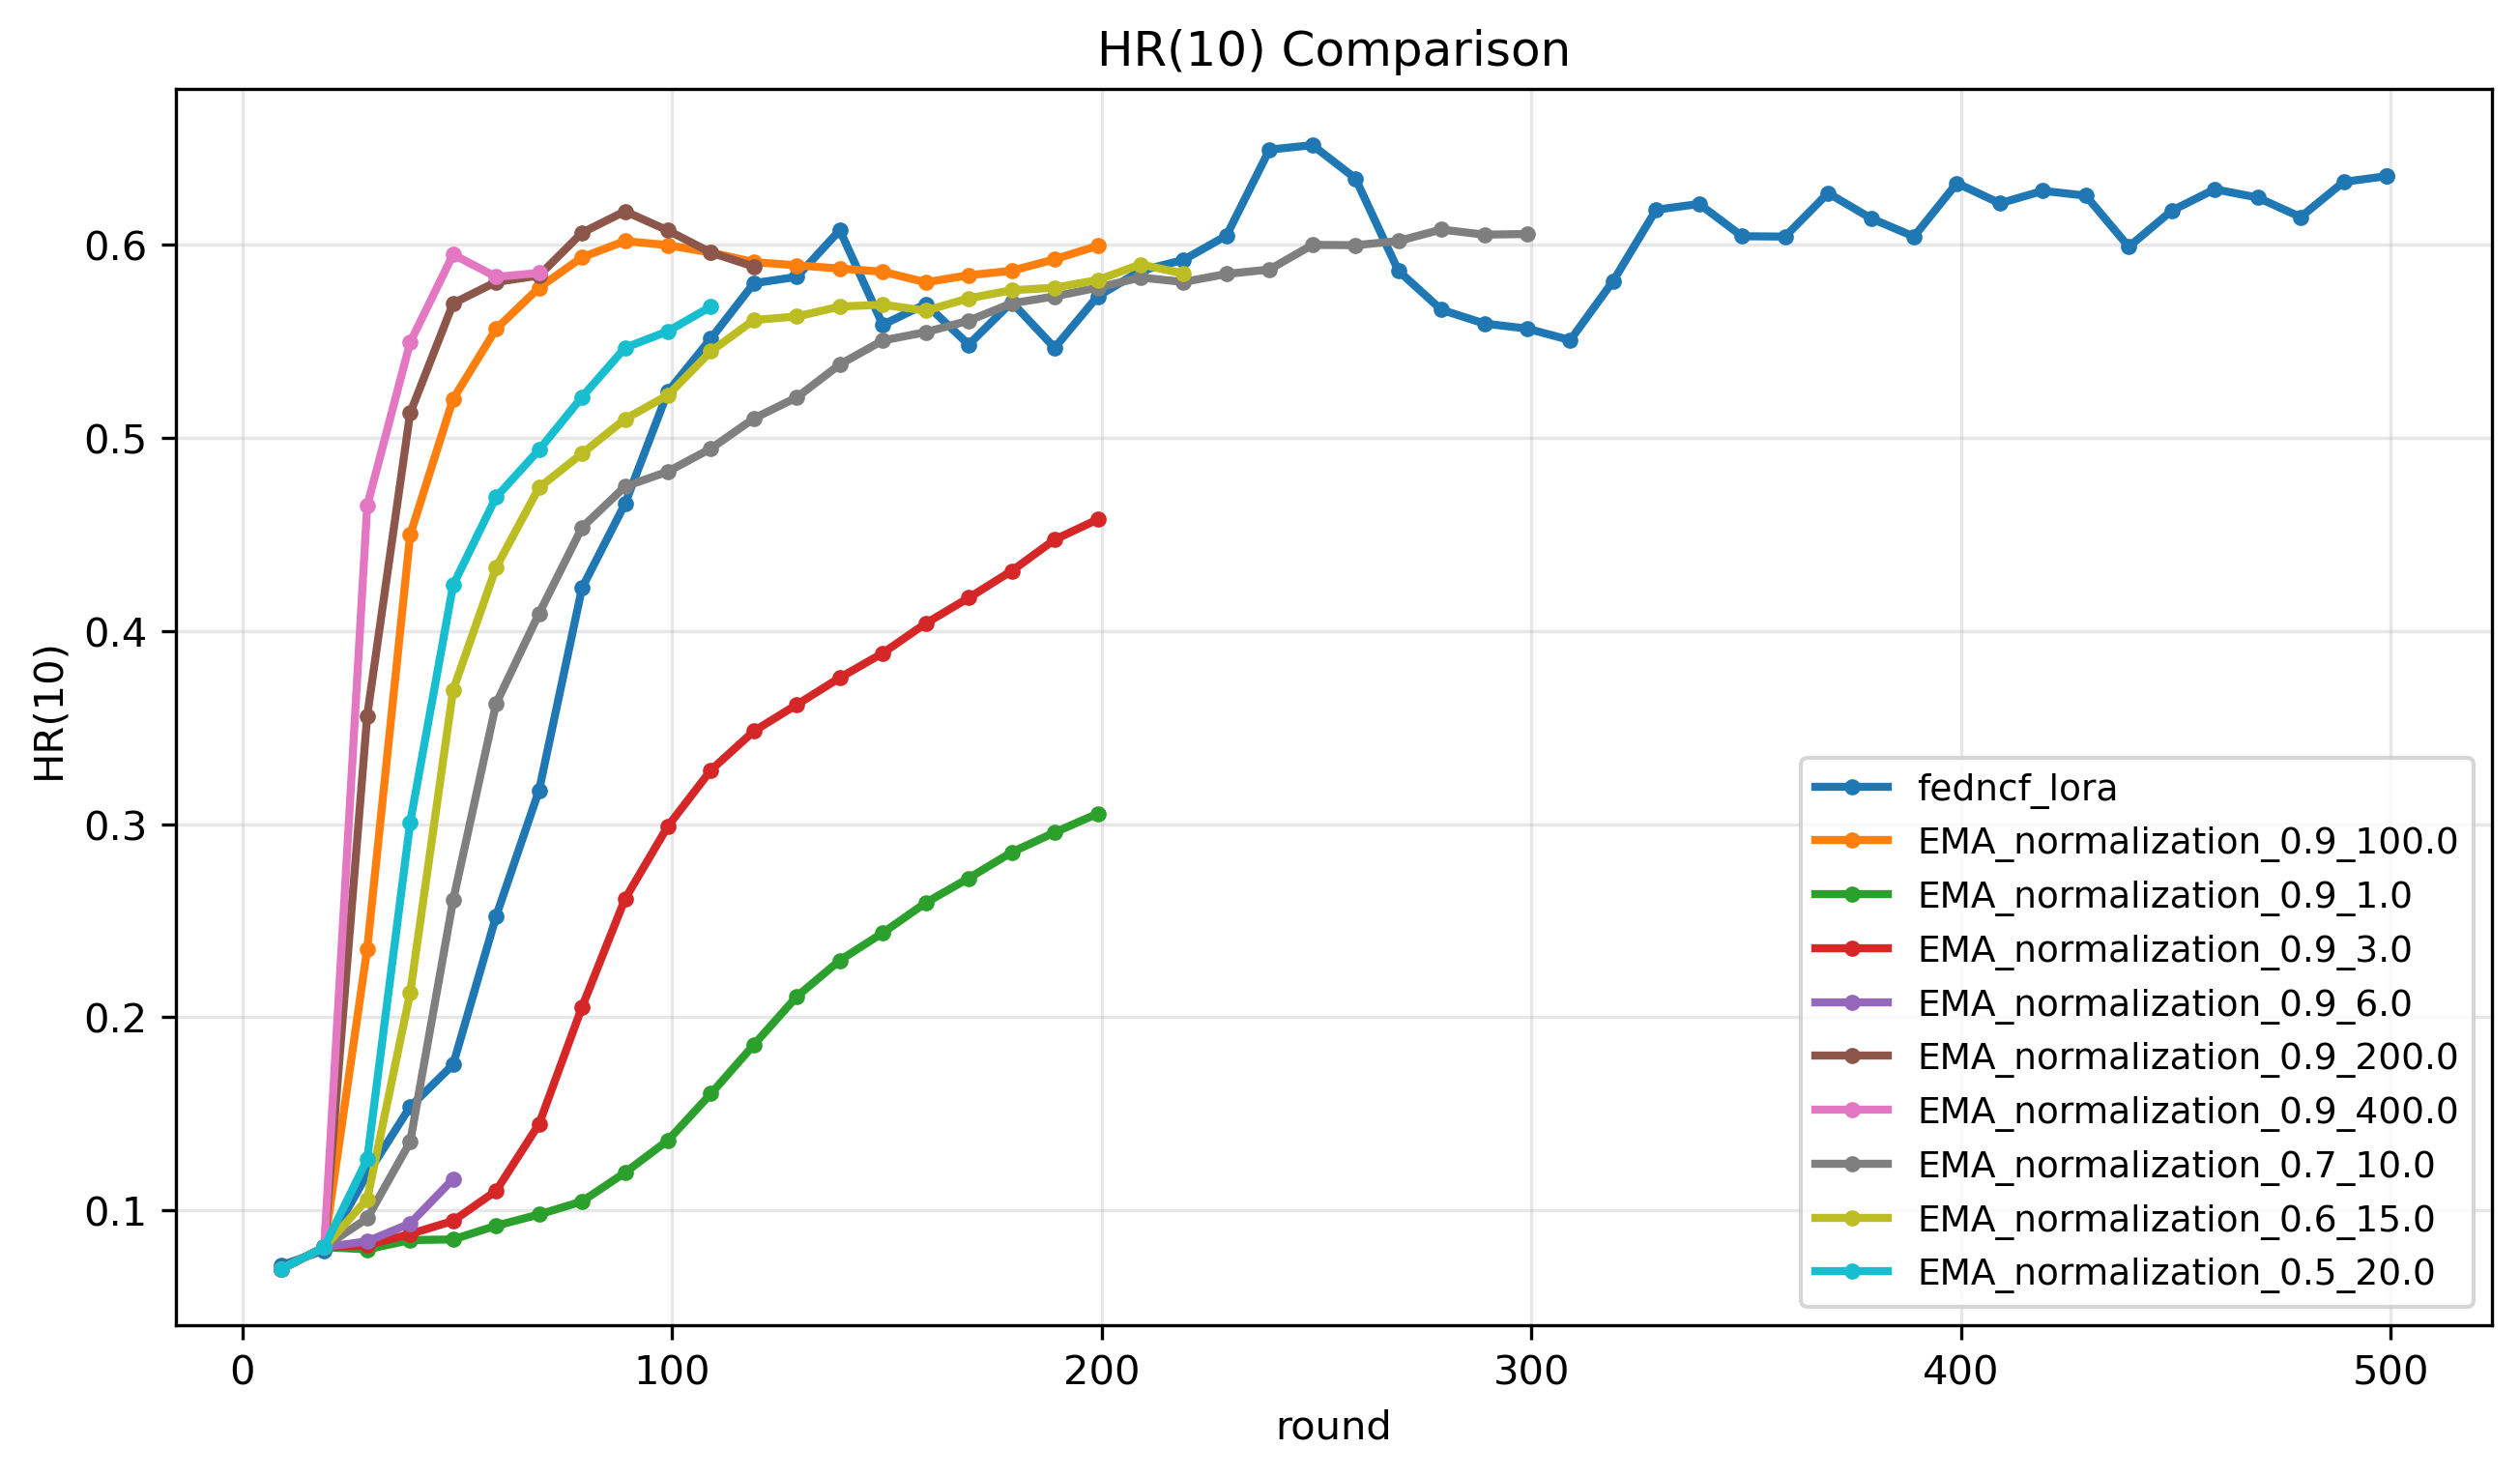 HR(10) Comparison
HR(10)
0.6
0.5
0.4
0.3
0.2
0.1
0
100
200
300
400
500
round
fedncf_lora
EMA_normalization_0.9_100.0
EMA_normalization_0.9_1.0
EMA_normalization_0.9_3.0
EMA_normalization_0.9_6.0
EMA_normalization_0.9_200.0
EMA_normalization_0.9_400.0
EMA_normalization_0.7_10.0
EMA_normalization_0.6_15.0
EMA_normalization_0.5_20.0